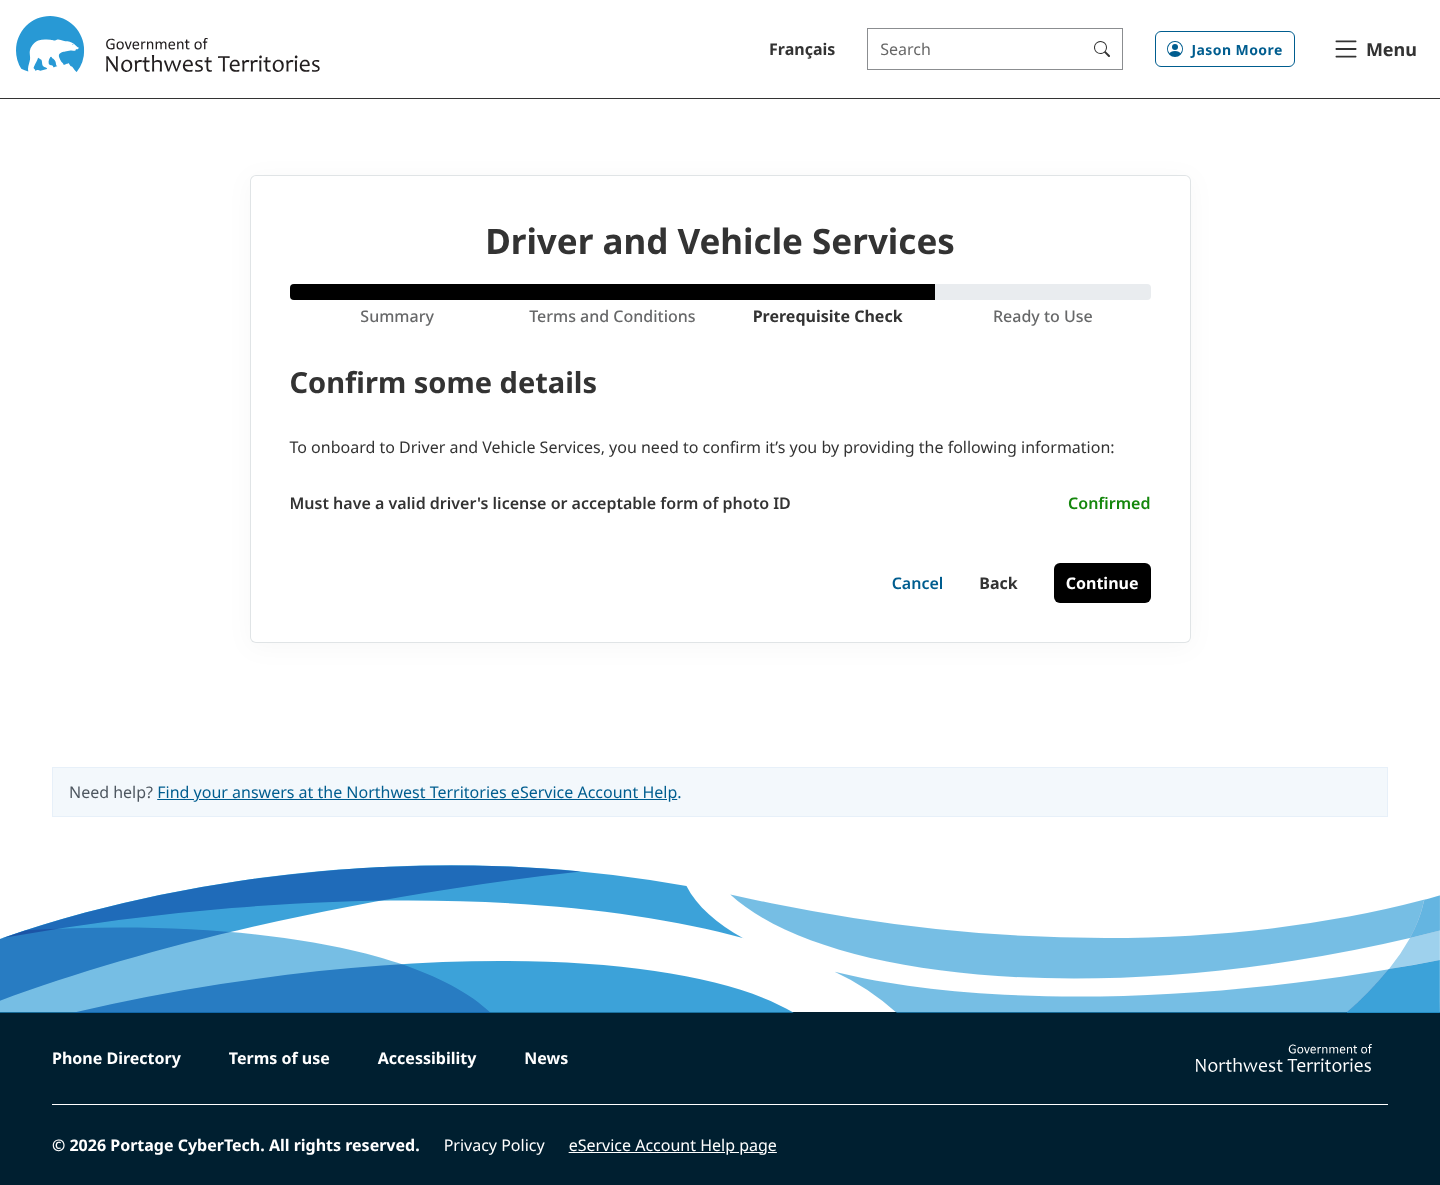 Government of
Northwest Territories
Français
Search
Jason Moore
Menu
Driver and Vehicle Services
Summary
Terms and Conditions
Prerequisite Check
Ready to Use
Confirm some details
To onboard to Driver and Vehicle Services, you need to confirm it’s you by providing the following information:
Must have a valid driver's license or acceptable form of photo ID
Confirmed
Cancel
Back
Continue
Need help? Find your answers at the Northwest Territories eService Account Help.
Phone Directory
Terms of use
Accessibility
News
Government of
Northwest Territories
© 2026 Portage CyberTech. All rights reserved.
Privacy Policy
eService Account Help page